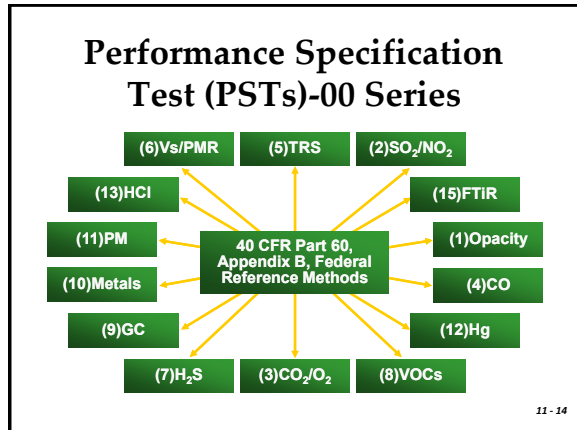 Performance Specification
Test (PSTs)-00 Series
(6)Vs/PMR
(5)TRS
(2)SO₂/NO₂
(13)HCl
(15)FTiR
(11)PM
40 CFR Part 60,
Appendix B, Federal
Reference Methods
(1)Opacity
(10)Metals
(4)CO
(9)GC
(12)Hg
(7)H₂S
(3)CO₂/O₂
(8)VOCs
11 - 14